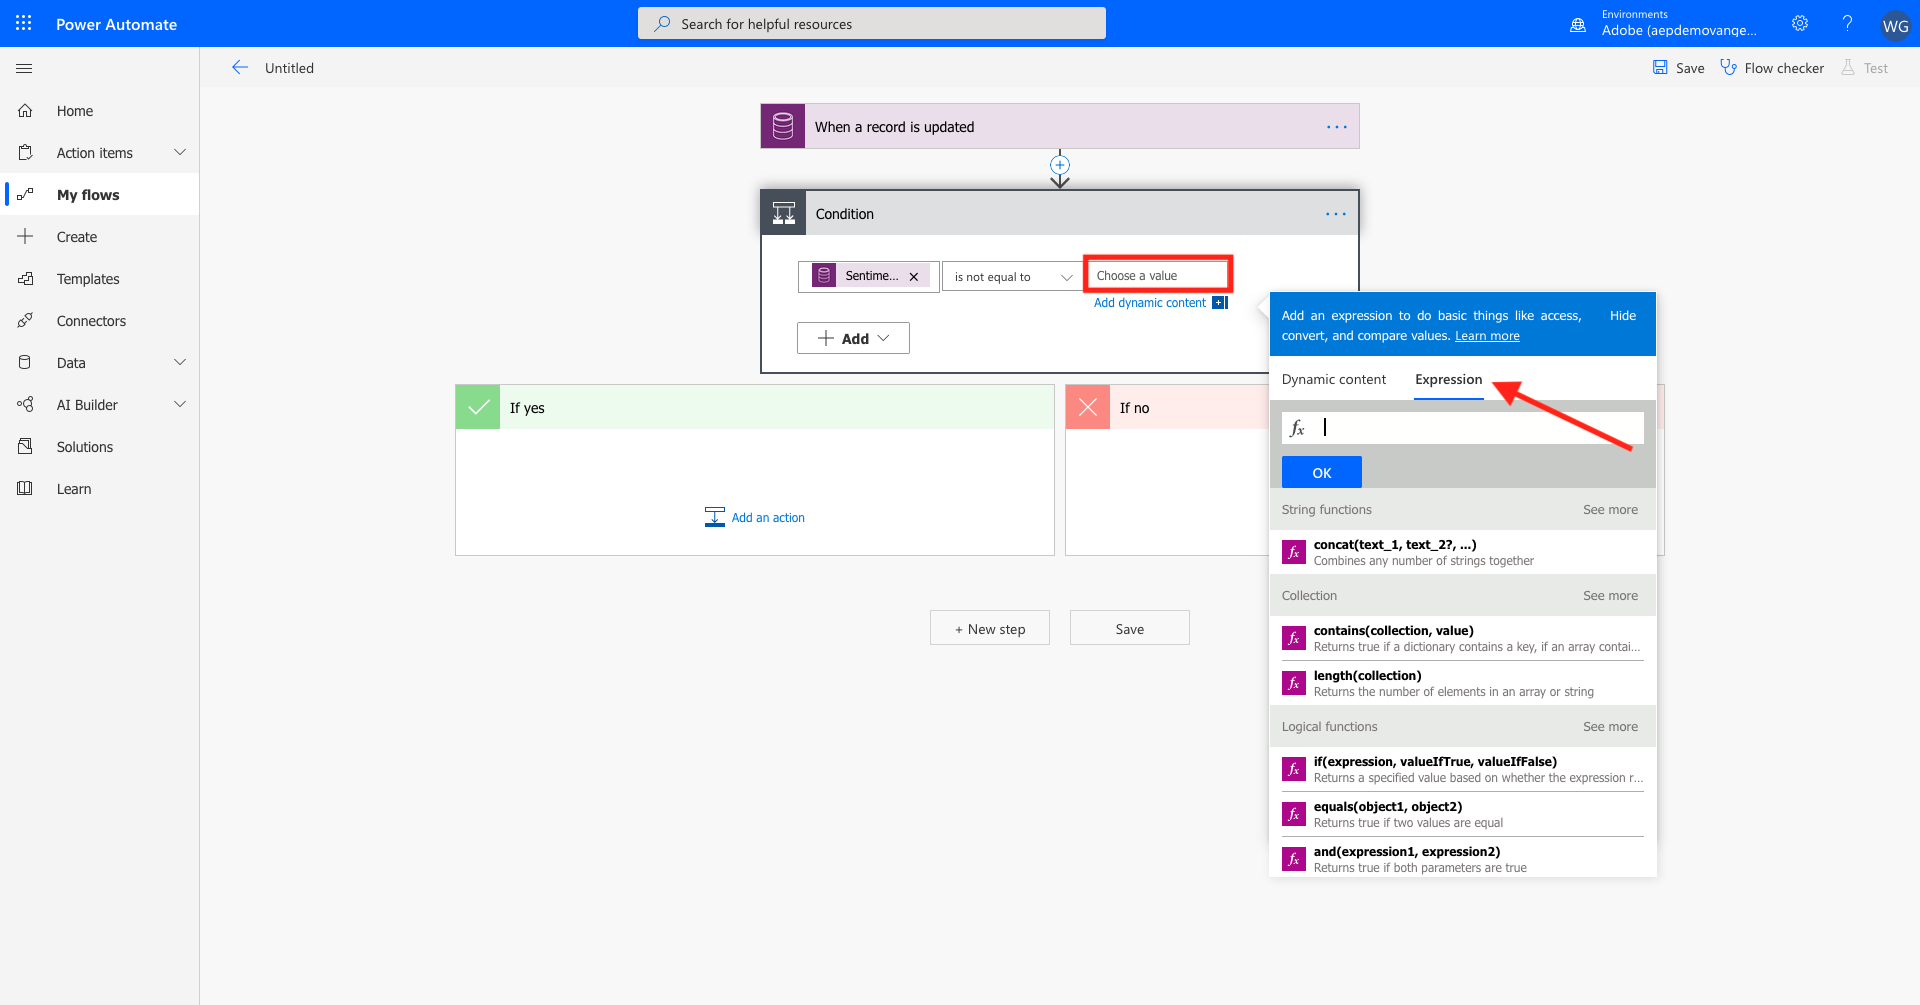 Power Automate
Search for helpful resources
Environments
Adobe (aepdemovange...
?
WG
Untitled
Save
Flow checker
Test
Home
Action items
My flows
Create
Templates
Connectors
Data
AI Builder
Solutions
Learn
When a record is updated
...
Condition
...
Sentime...
is not equal to
Choose a value
Add dynamic content
Add
If yes
Add an action
If no
+ New step
Save
Add an expression to do basic things like access,
convert, and compare values. Learn more
Hide
Dynamic content
Expression
fx
OK
String functions
See more
fx
concat(text_1, text_2?, ...)
Combines any number of strings together
Collection
See more
fx
contains(collection, value)
Returns true if a dictionary contains a key, if an array contai...
fx
length(collection)
Returns the number of elements in an array or string
Logical functions
See more
fx
if(expression, valueIfTrue, valueIfFalse)
Returns a specified value based on whether the expression r...
fx
equals(object1, object2)
Returns true if two values are equal
fx
and(expression1, expression2)
Returns true if both parameters are true